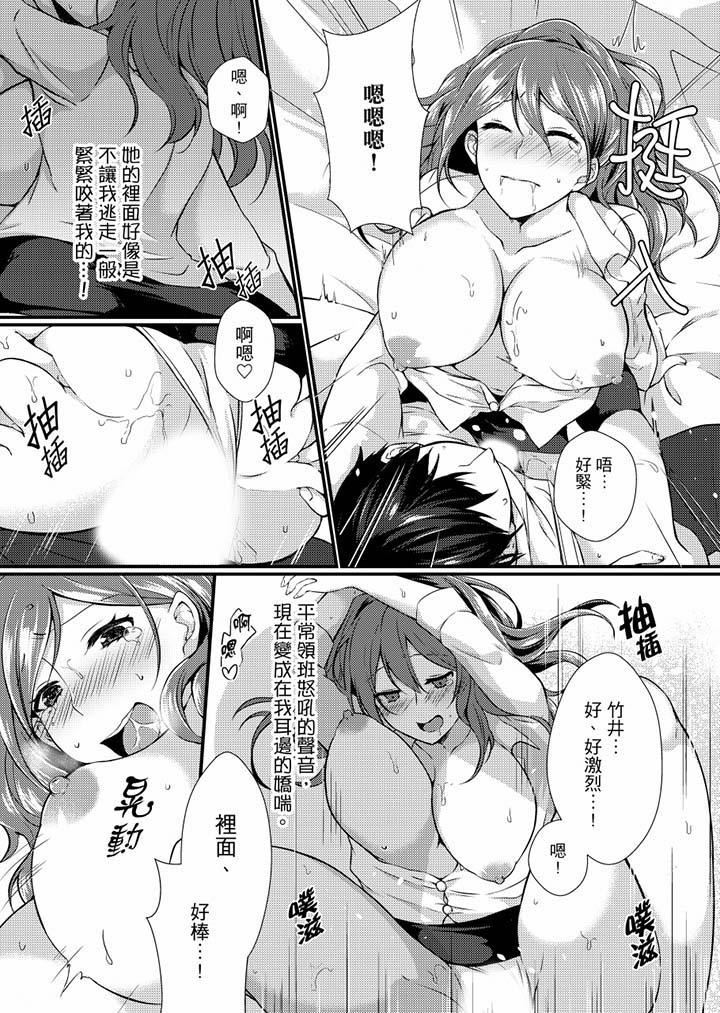 嗯嗯嗯！
挺
入
唔…
好緊…！
嗯、啊！
插
她的裡面好像是
不讓我逃走一般
緊緊咬著我的…！
抽插
啊嗯♡
抽插
抽插
抽插
竹井…
好、好激烈…！
嗯！
噗滋
平常領班怒吼的聲音，
現在變成在我耳邊的嬌喘。
啊
嗯♡
晃動
裡面、
好棒…！
噗滋